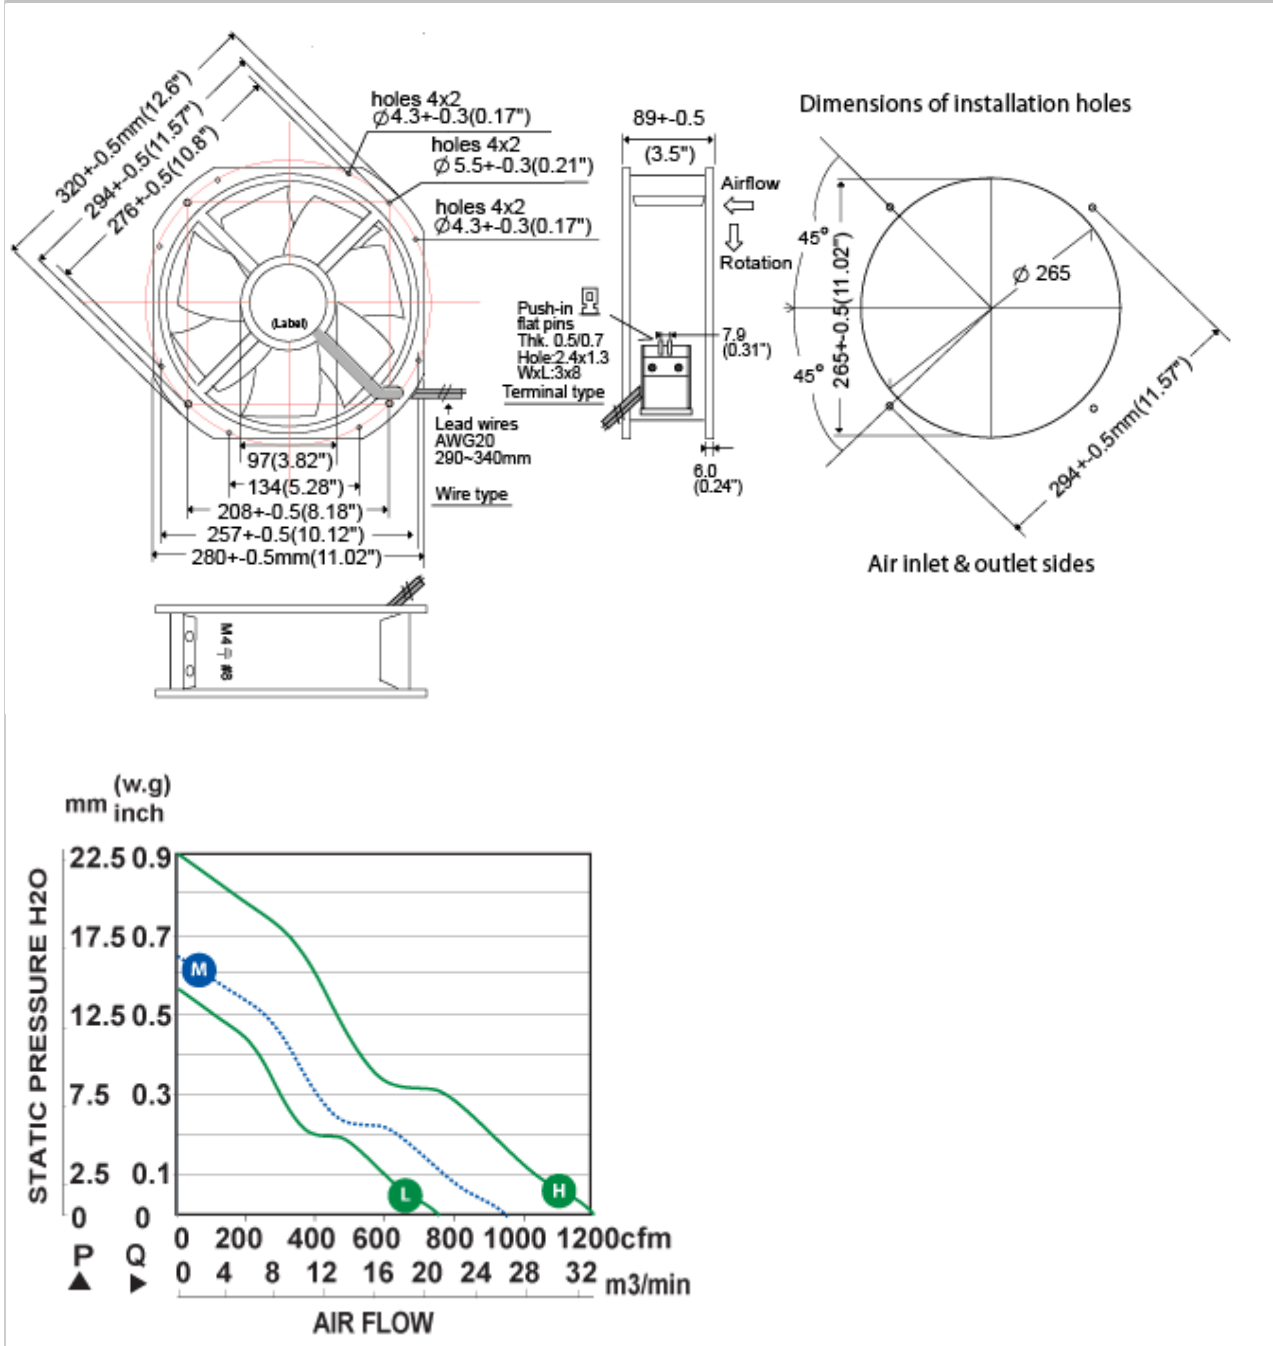 320+-0.5mm(12.6")
294+-0.5(11.57")
276+-0.5(10.8")
holes 4x2
Ø4.3+-0.3(0.17")
holes 4x2
Ø5.5+-0.3(0.21")
holes 4x2
Ø4.3+-0.3(0.17")
(Label)
Lead wires
AWG20
290~340mm
Wire type
97(3.82")
134(5.28")
208+-0.5(8.18")
257+-0.5(10.12")
280+-0.5mm(11.02")
89+-0.5
(3.5")
Airflow
Rotation
Push-in
flat pins
Thk. 0.5/0.7
Hole:2.4x1.3
WxL:3x8
Terminal type
7.9
(0.31")
6.0
(0.24")
Dimensions of installation holes
45°
45°
265+-0.5(11.02")
Ø 265
294+-0.5mm(11.57")
Air inlet & outlet sides
M4 #8
mm (w.g) inch
STATIC PRESSURE H2O
22.5 0.9
17.5 0.7
12.5 0.5
7.5 0.3
2.5 0.1
0 0
M
L
H
P Q
0 200 400 600 800 1000 1200cfm
0 4 8 12 16 20 24 28 32 m3/min
AIR FLOW